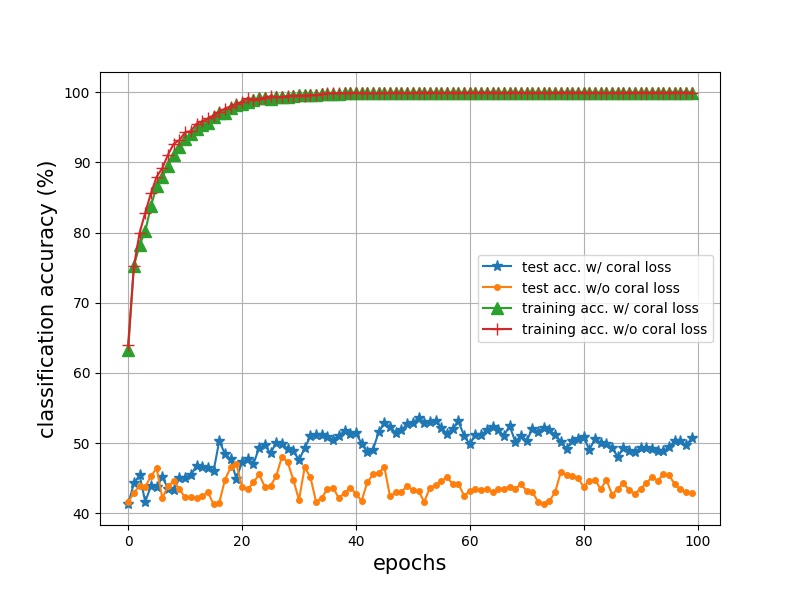 100
90
80
70
60
50
40
classification accuracy (%)
test acc. w/ coral loss
test acc. w/o coral loss
training acc. w/ coral loss
training acc. w/o coral loss
0 20 40 60 80 100
epochs